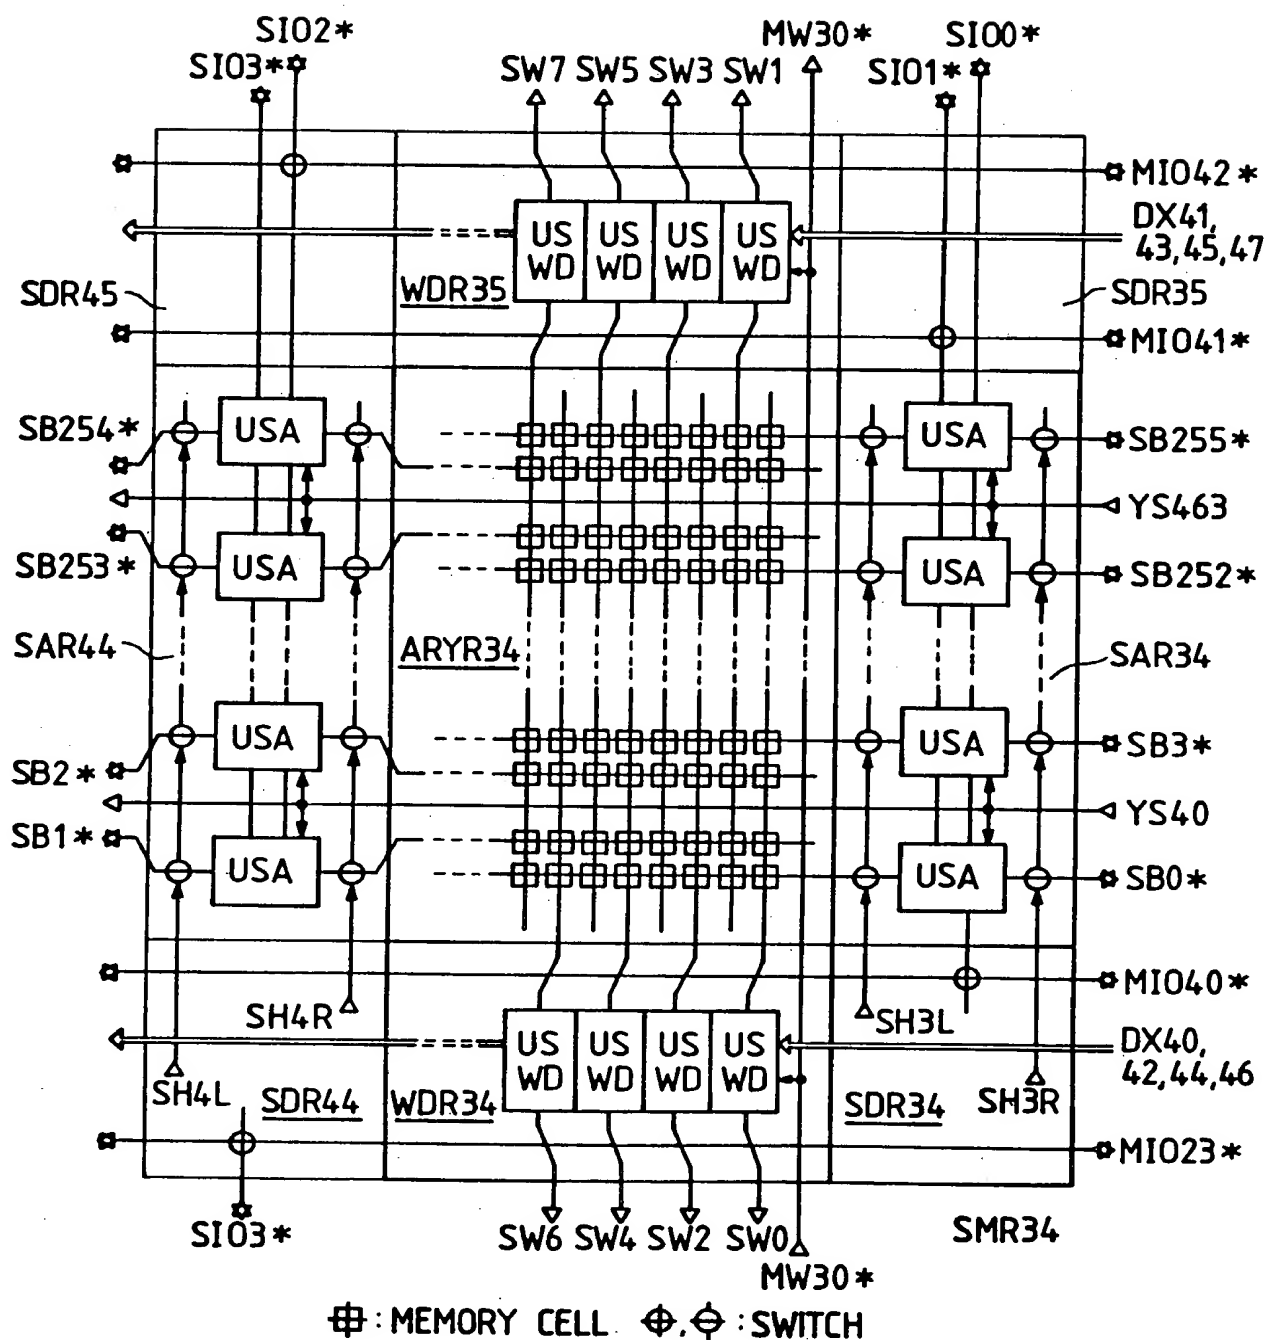 SIO2*
MW30*
SIO0*
SIO3*
SW7 SW5 SW3 SW1
SIO1*
MIO42*
DX41,
43,45,47
US WD
US WD
US WD
US WD
SDR45
WDR35
SDR35
MIO41*
SB254*
USA
USA
SB255*
YS463
SB253*
USA
USA
SB252*
SAR44
ARYR34
SAR34
USA
USA
SB3*
SB2*
YS40
SB1*
USA
USA
SB0*
MIO40*
SH4R
SH3L
US WD
US WD
US WD
US WD
DX40,
42,44,46
SH4L
SDR44
WDR34
SDR34
SH3R
MIO23*
SIO3*
SW6 SW4 SW2 SW0
SMR34
MW30*
: MEMORY CELL , : SWITCH